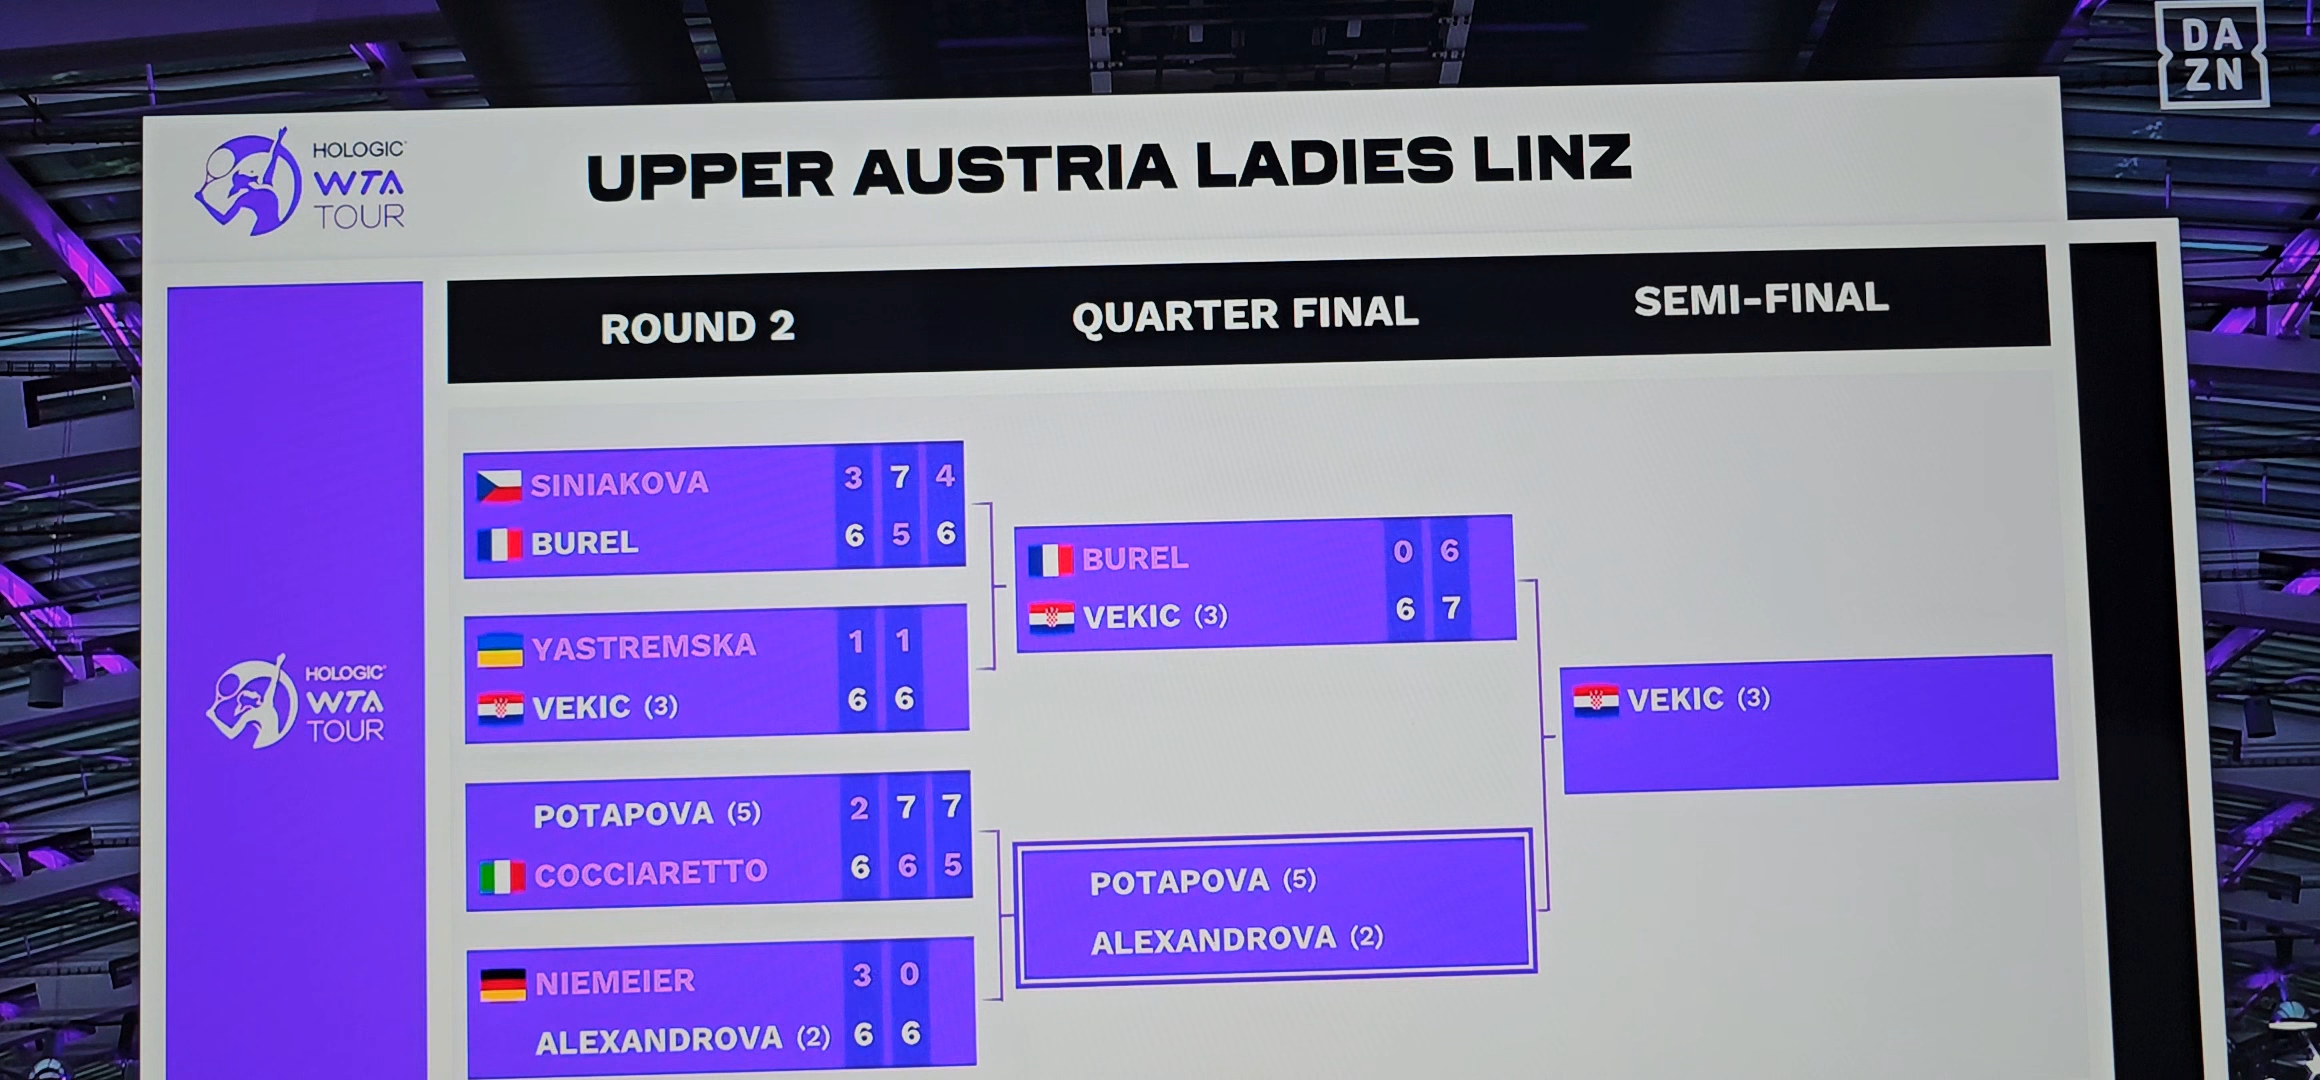 DA
ZN
HOLOGIC
WTA
TOUR
UPPER AUSTRIA LADIES LINZ
ROUND 2 QUARTER FINAL SEMI-FINAL
SINIAKOVA 3 7 4
BUREL 6 5 6
YASTREMSKA 1 1
VEKIC (3) 6 6
POTAPOVA (5) 2 7 7
COCCIARETTO 6 6 5
NIEMEIER 3 0
ALEXANDROVA (2) 6 6
BUREL 0 6
VEKIC (3) 6 7
POTAPOVA (5)
ALEXANDROVA (2)
VEKIC (3)
HOLOGIC
WTA
TOUR